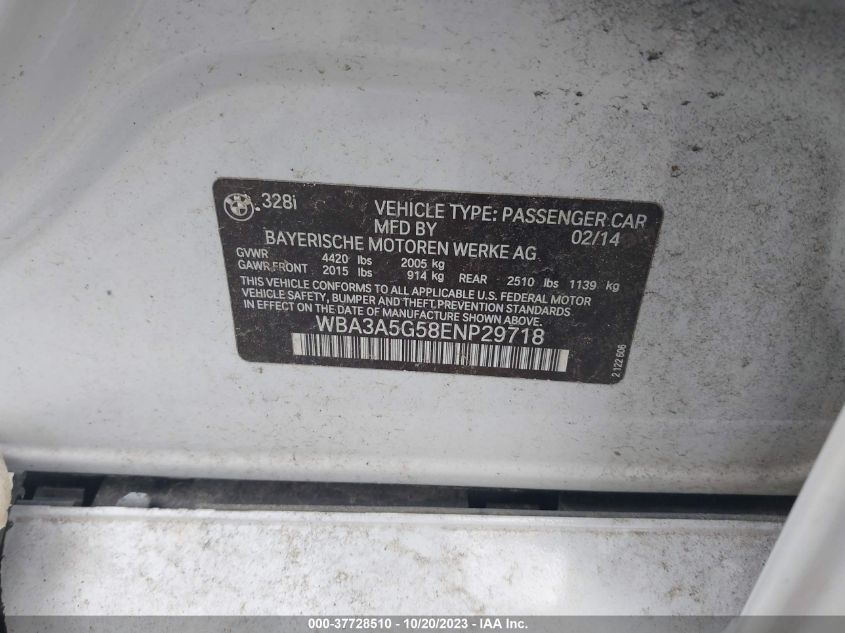 .328i VEHICLE TYPE: PASSENGER CAR
MFD BY 02/14
BAYERISCHE MOTOREN WERKE AG
GVWR 4420 lbs 2005 kg
GAWR FRONT 2015 lbs 914 kg REAR 2510 lbs 1139 kg
THIS VEHICLE CONFORMS TO ALL APPLICABLE U.S. FEDERAL MOTOR
VEHICLE SAFETY, BUMPER AND THEFT PREVENTION STANDARDS
IN EFFECT ON THE DATE OF MANUFACTURE SHOWN ABOVE.
WBA3A5G58ENP29718
2 122 606
000-37728510 - 10/20/2023 - IAA Inc.